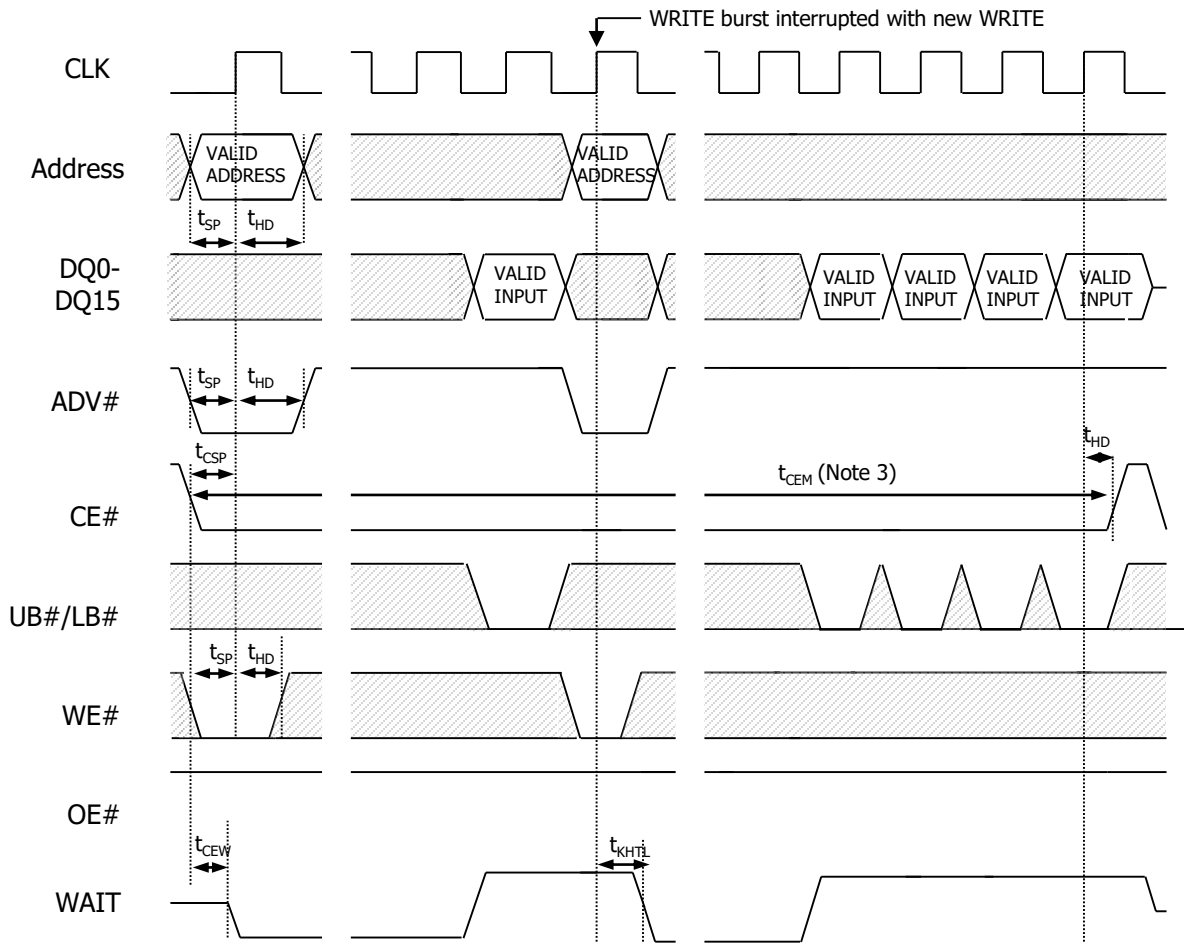 WRITE burst interrupted with new WRITE
CLK
Address
VALID
ADDRESS
VALID
ADDRESS
tSP
tHD
DQ0-
DQ15
VALID
INPUT
VALID
INPUT
VALID
INPUT
VALID
INPUT
VALID
INPUT
ADV#
tSP
tHD
tHD
CE#
tCSP
tCEM (Note 3)
UB#/LB#
tSP
tHD
WE#
OE#
tCEW
tKHTL
WAIT